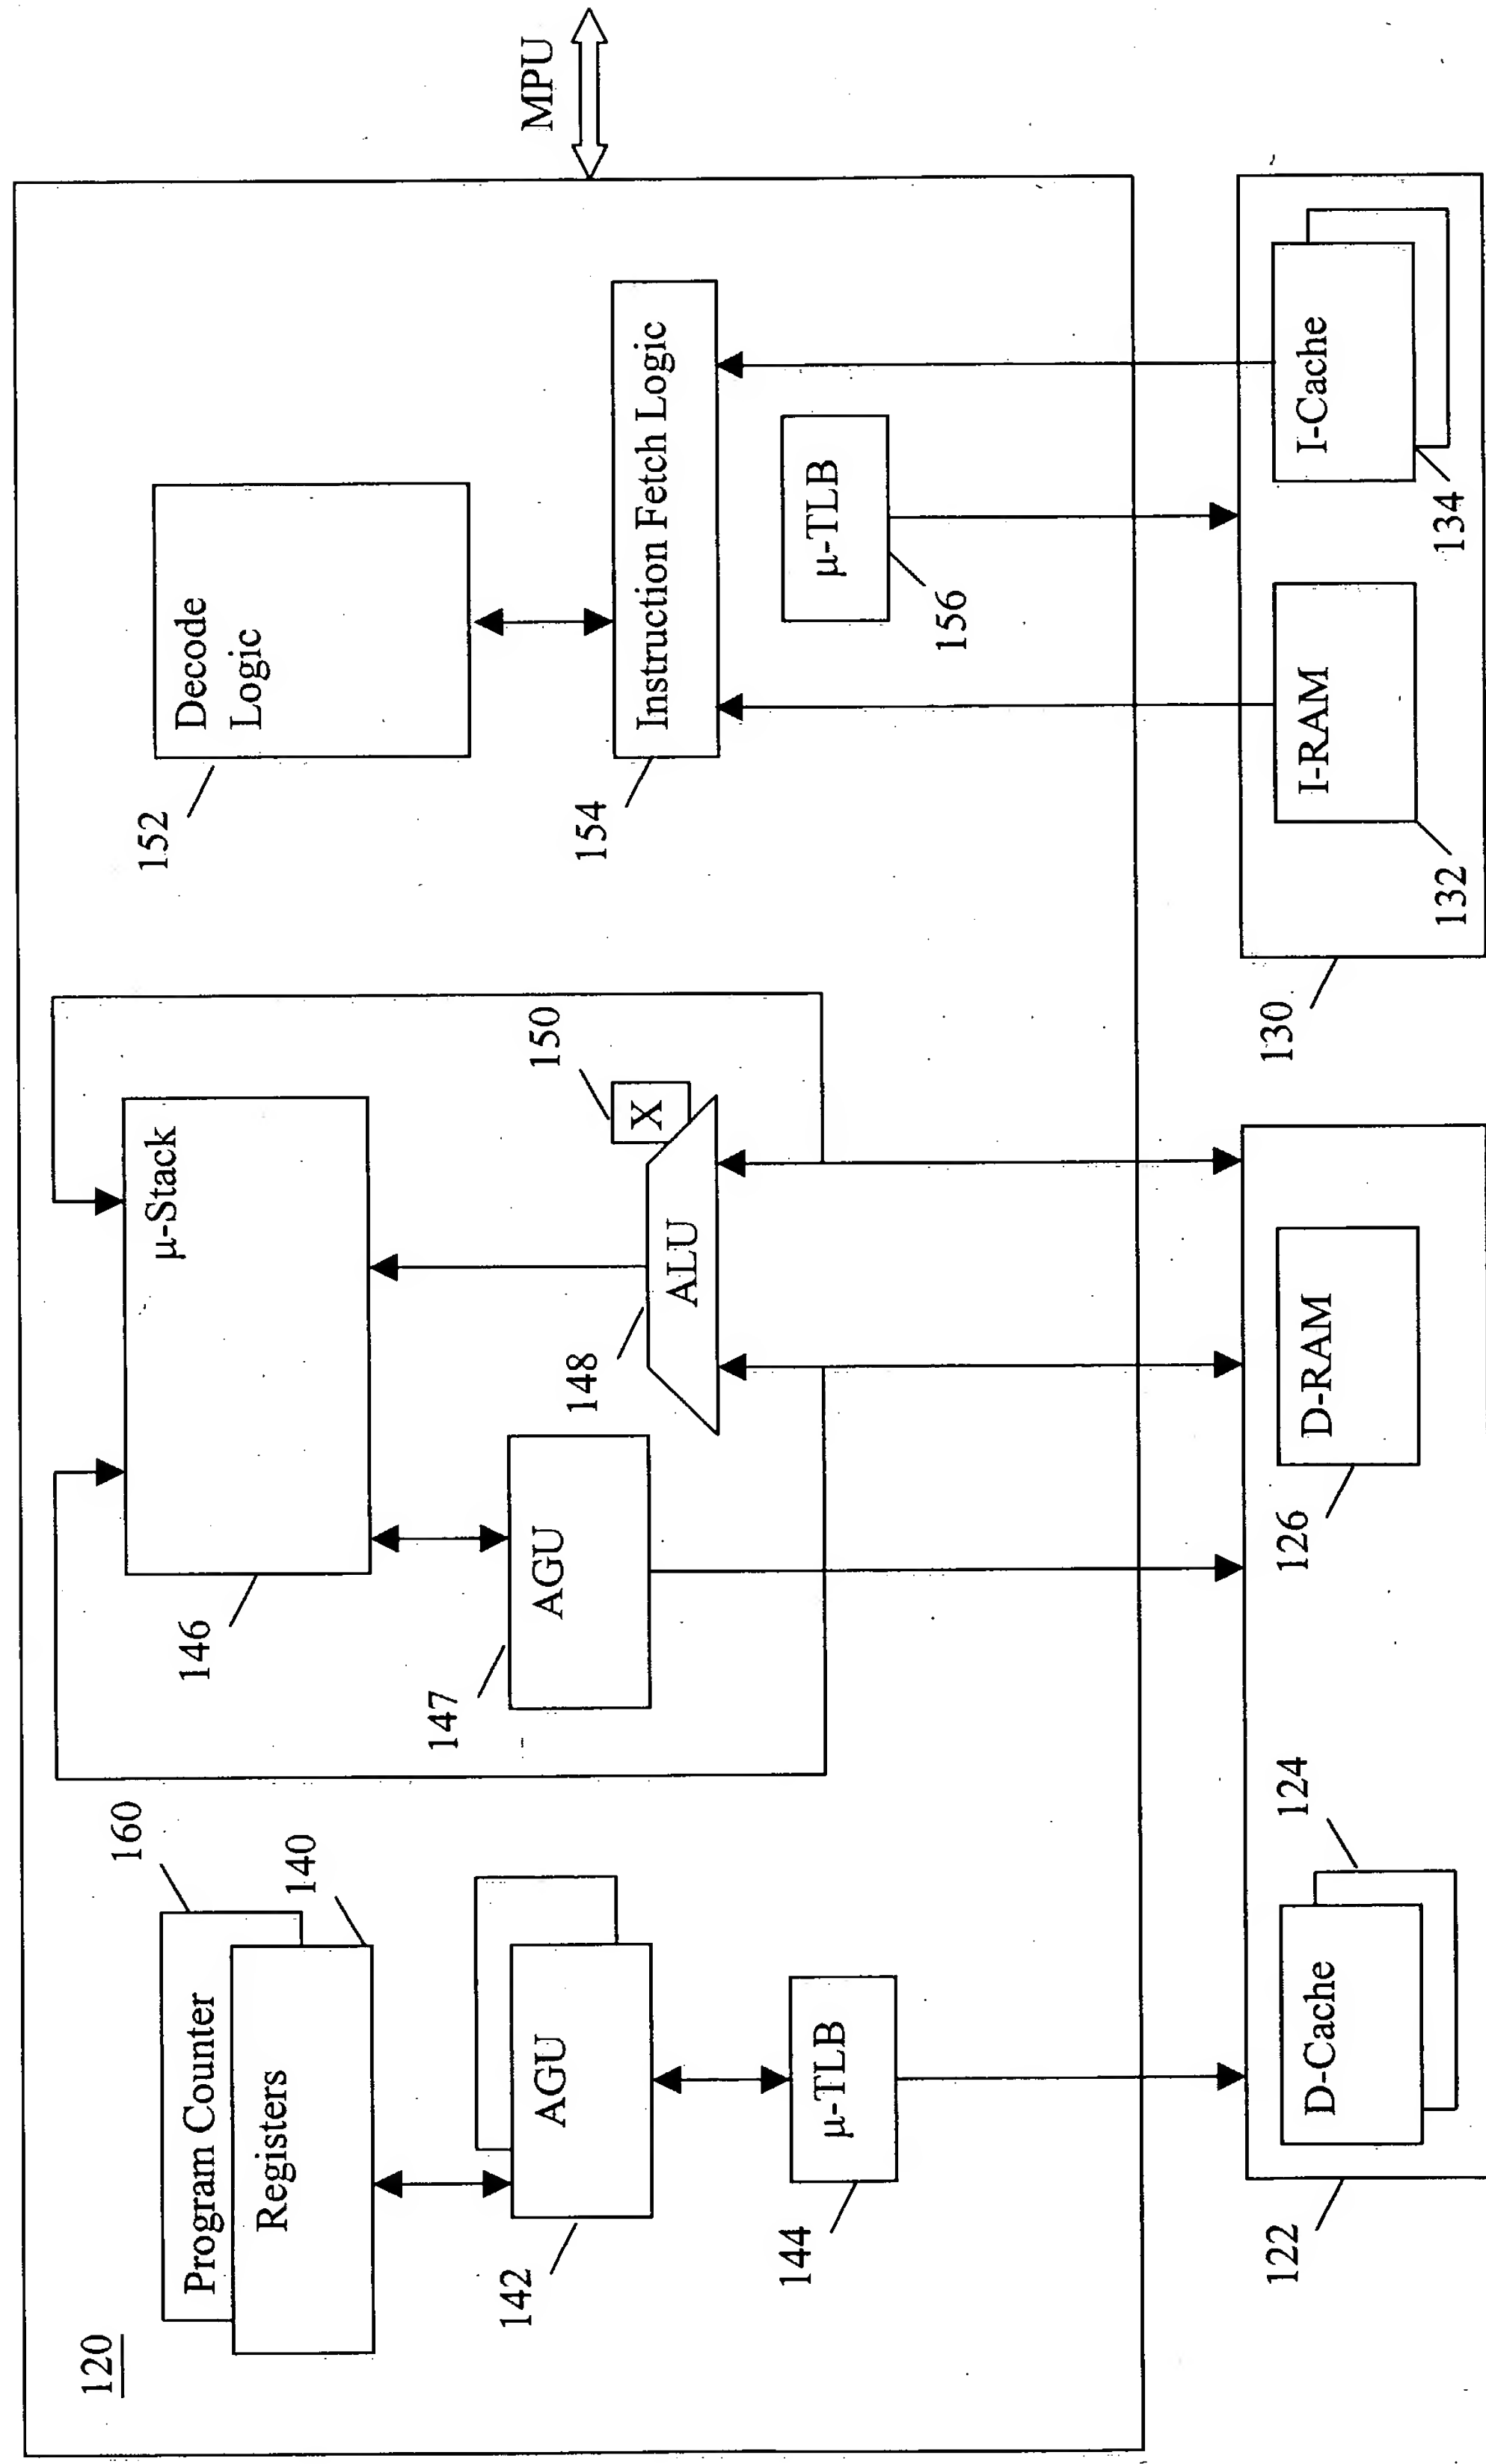 120
160
Program Counter
140
Registers
142
AGU
144
μ-TLB
146
μ-Stack
147
AGU
148
ALU
150
X
152
Decode
Logic
154
Instruction Fetch Logic
156
μ-TLB
MPU
122
D-Cache
124
126
D-RAM
130
132
I-RAM
134
I-Cache